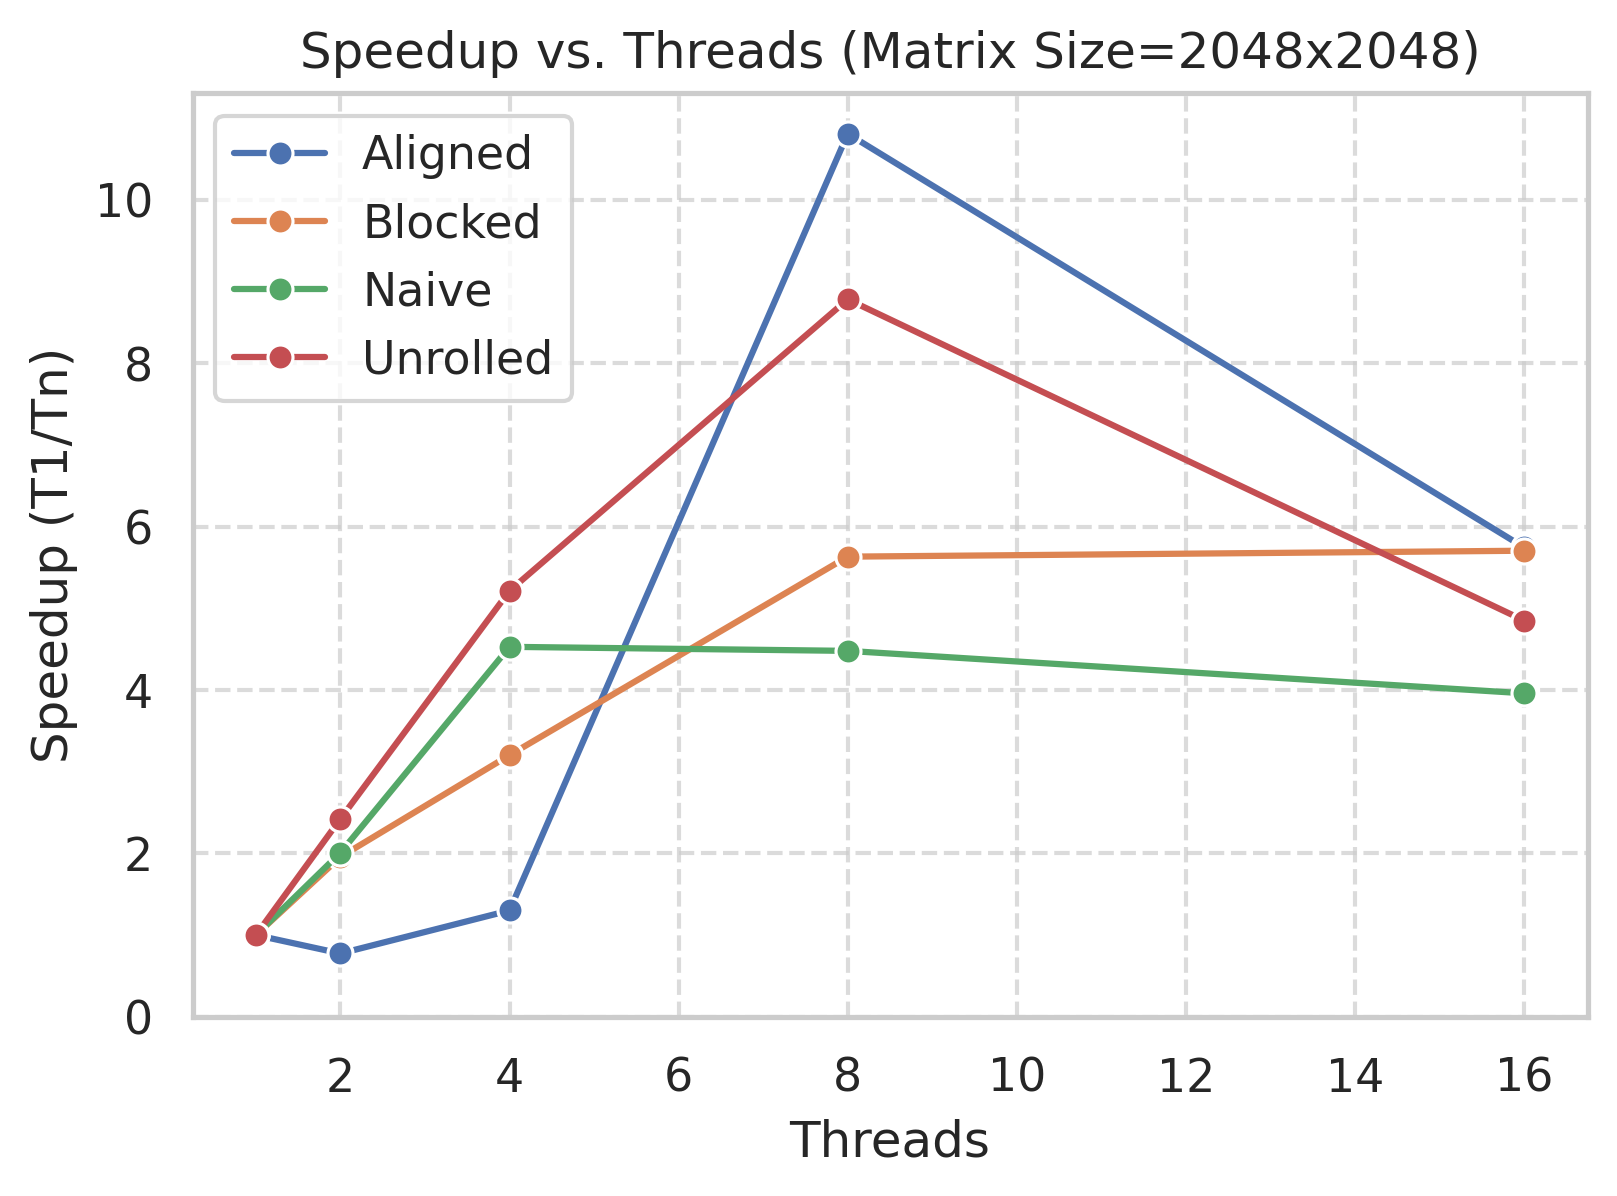 Speedup vs. Threads (Matrix Size=2048x2048)
Aligned
Blocked
Naive
Unrolled
Speedup (T1/Tn)
10
8
6
4
2
0
2 4 6 8 10 12 14 16
Threads